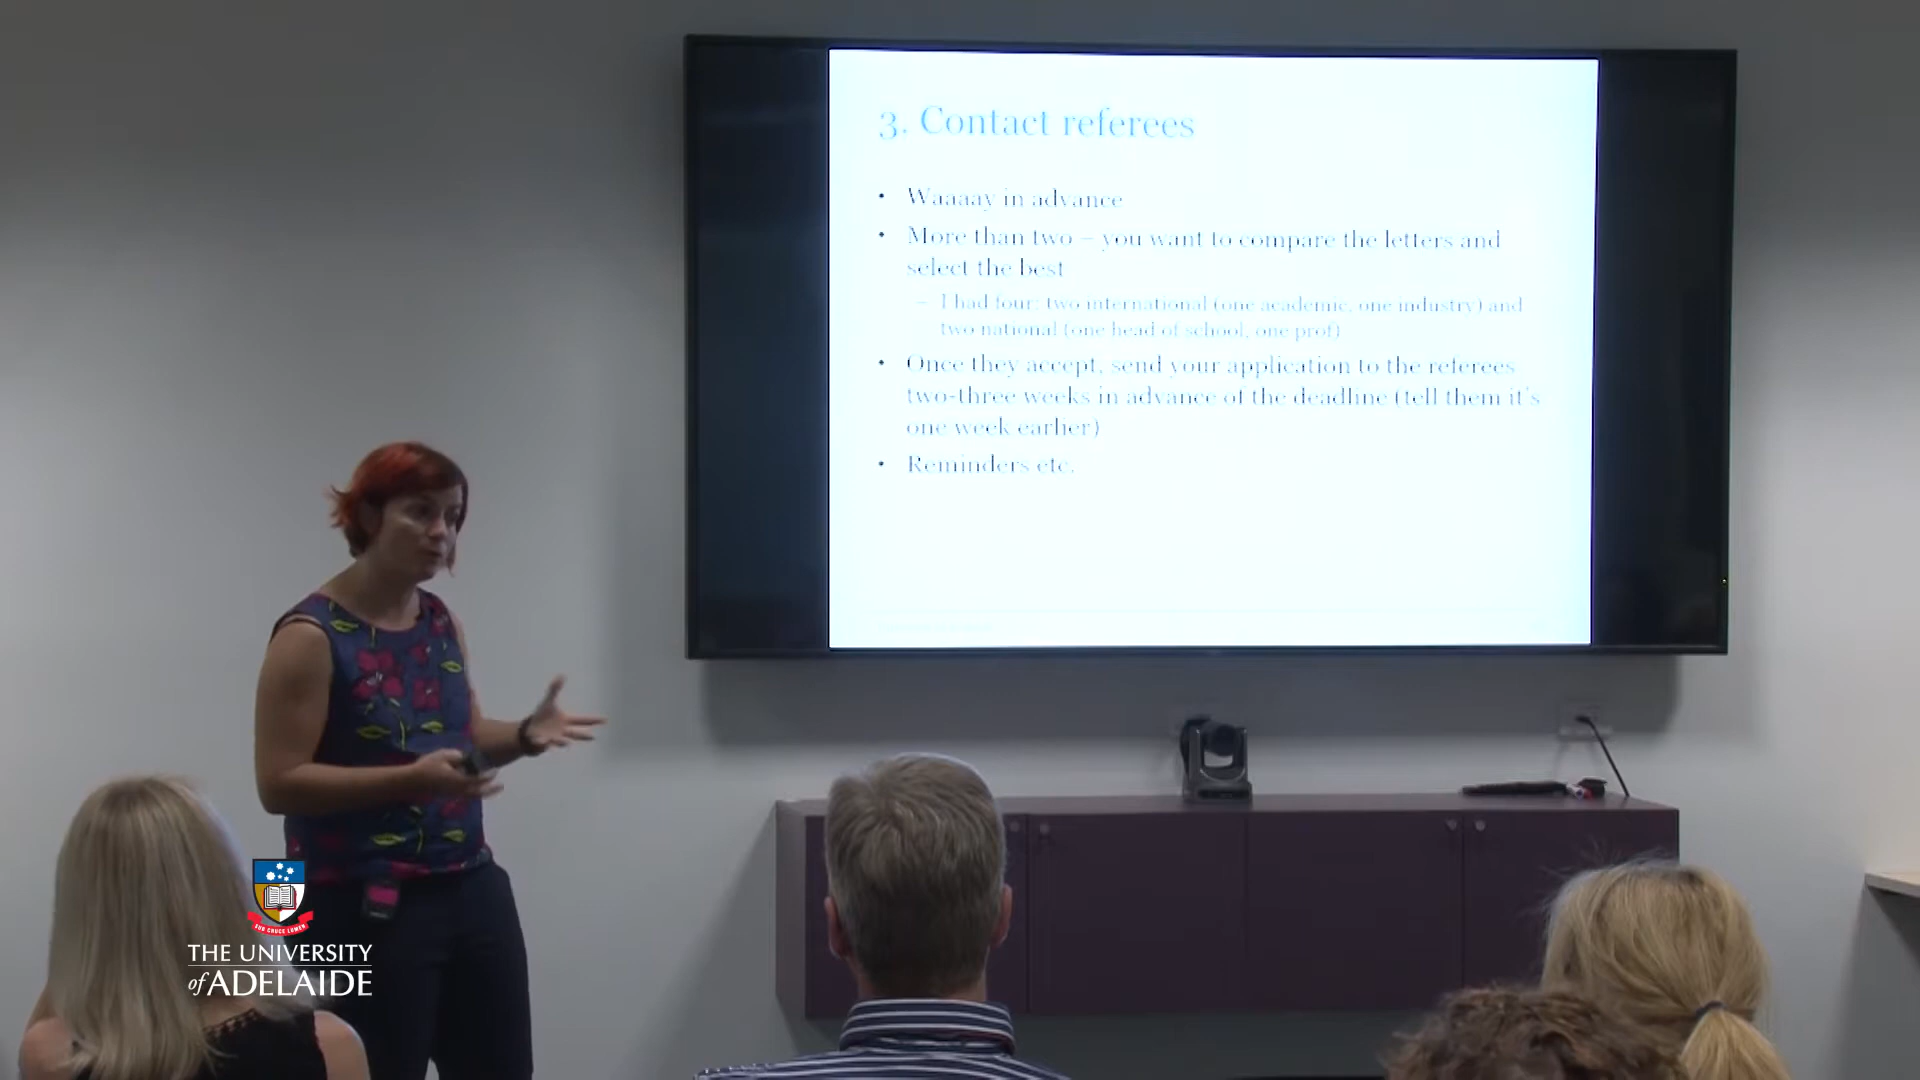 3. Contact referees
• Waaaay in advance
• More than two – you want to compare the letters and
select the best
– I had four: two international (one academic, one industry) and
two national (one head of school, one prof)
• Once they accept, send your application to the referees
two-three weeks in advance of the deadline (tell them it's
one week earlier)
• Reminders etc.
SUB CRUCE LUMEN
THE UNIVERSITY
of ADELAIDE